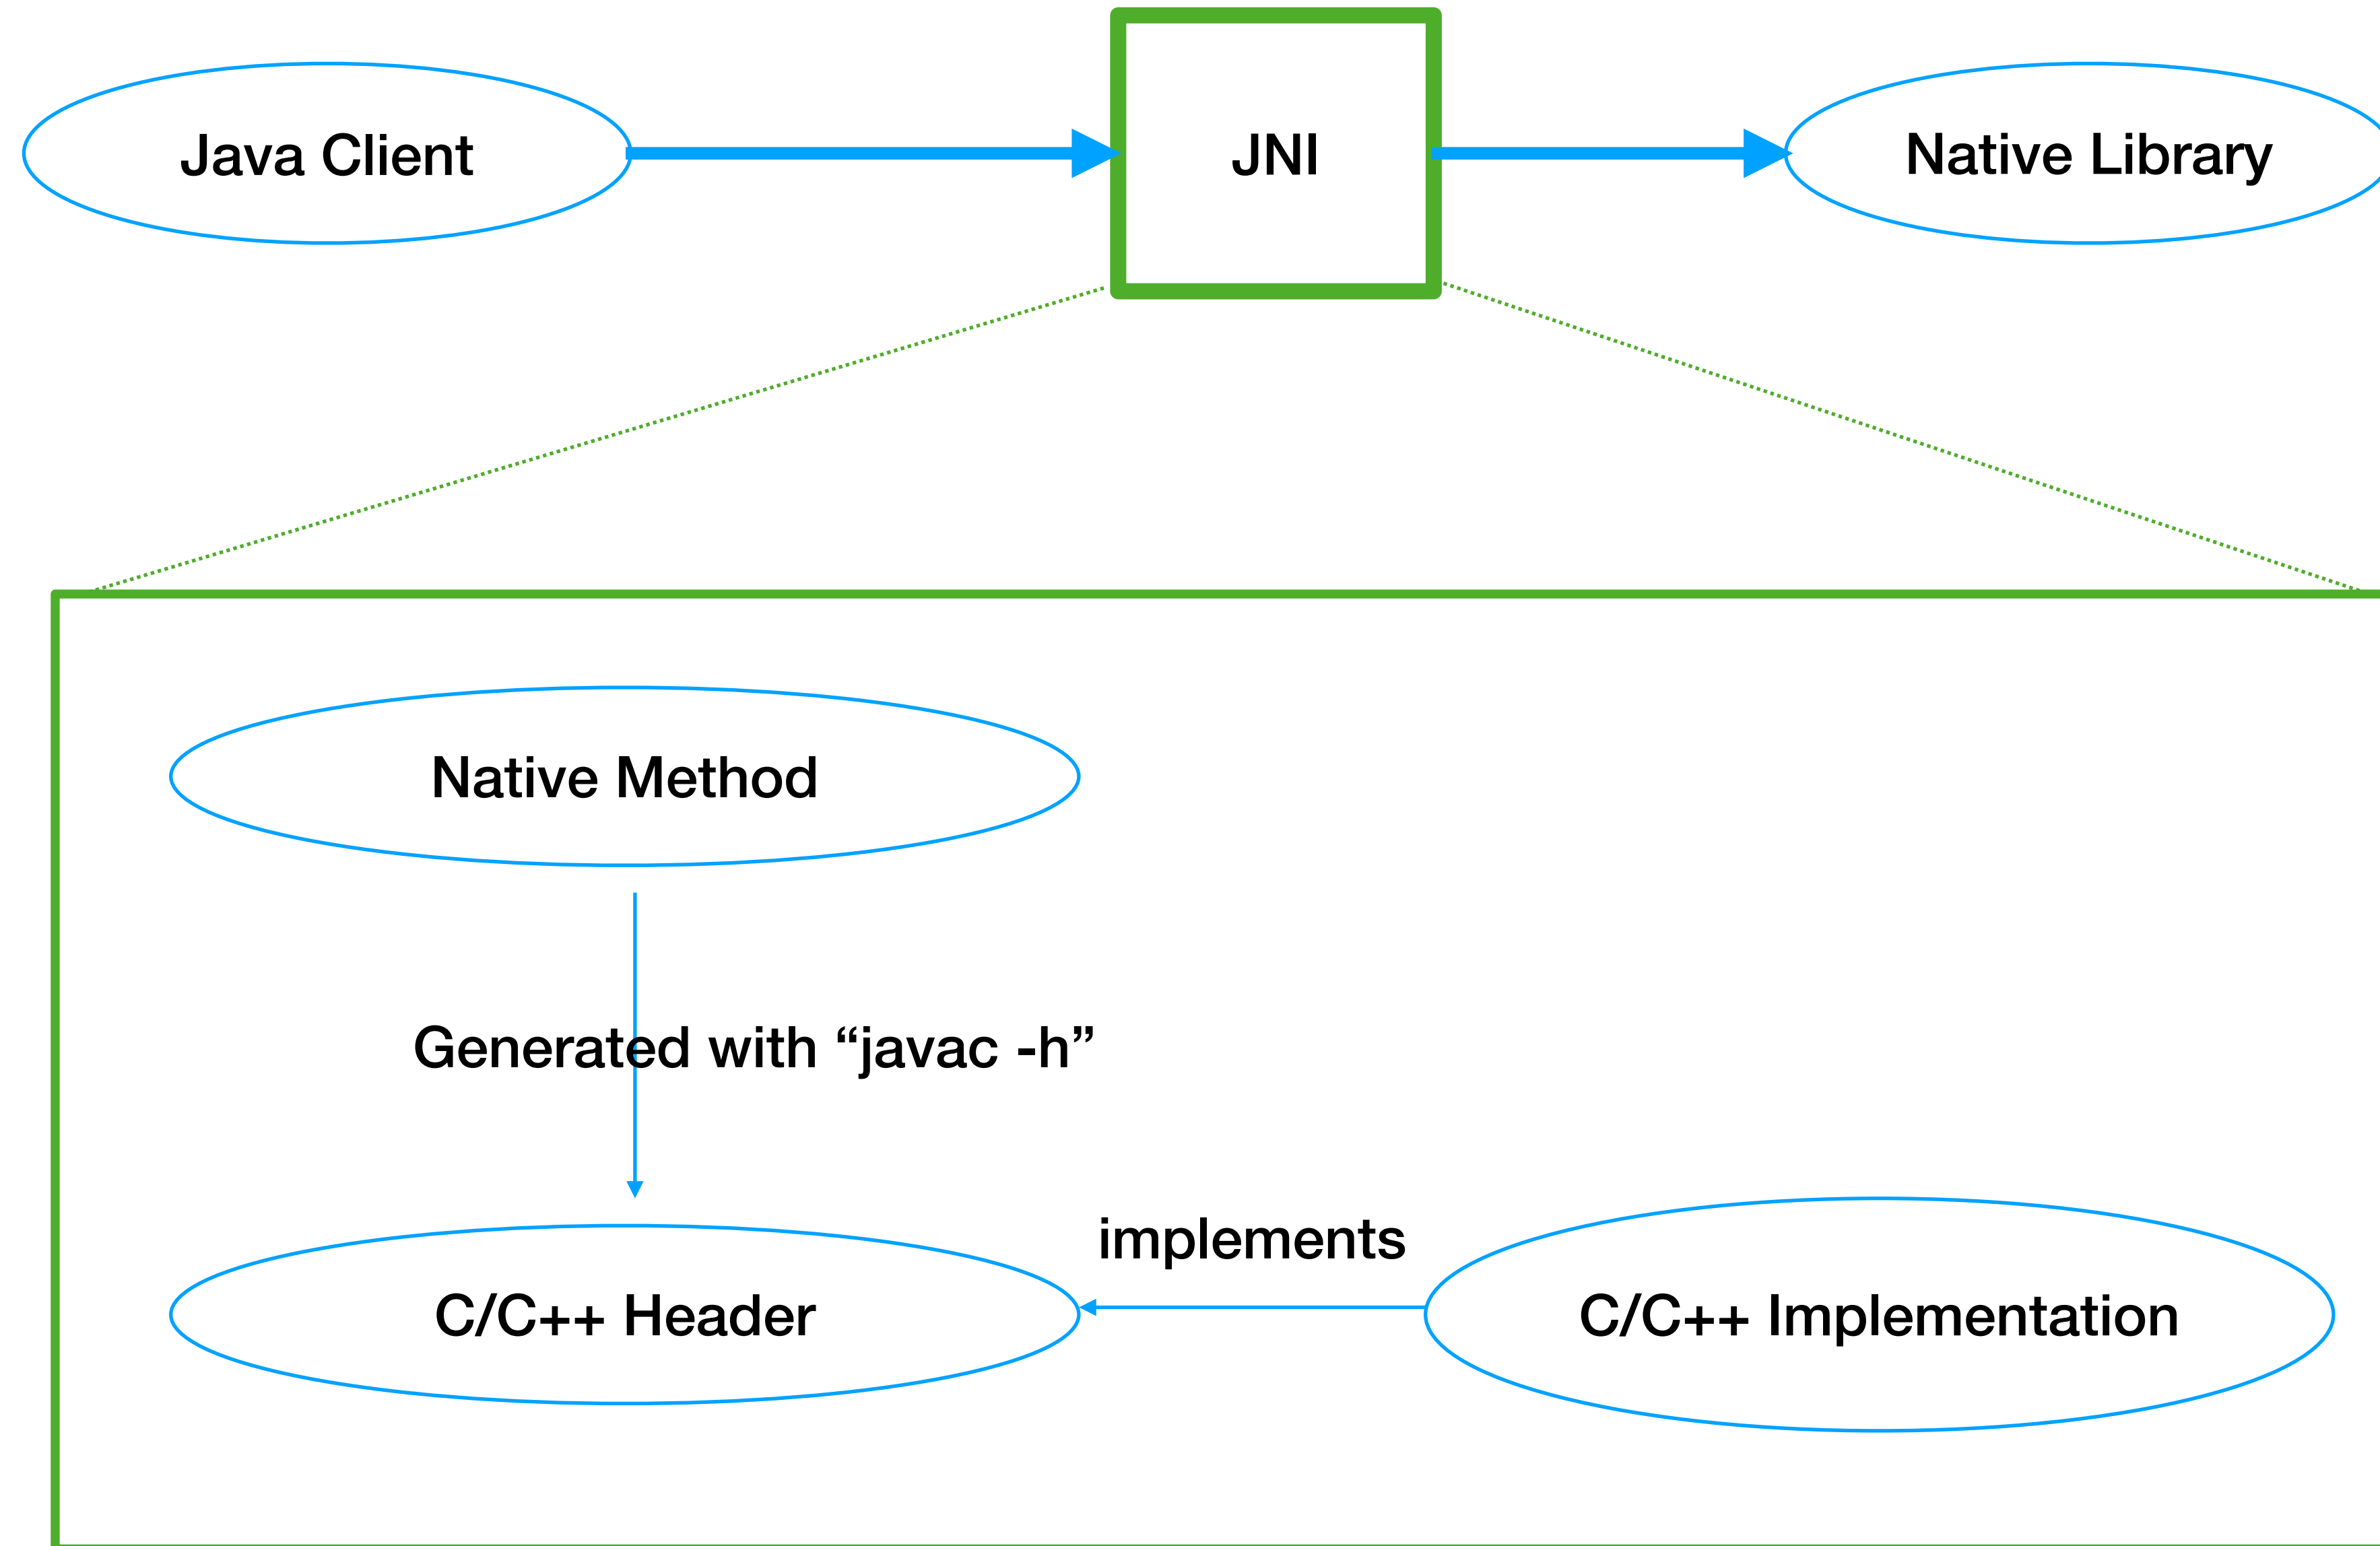 Java Client
JNI
Native Library
Native Method
Generated with “javac -h”
implements
C/C++ Header
C/C++ Implementation